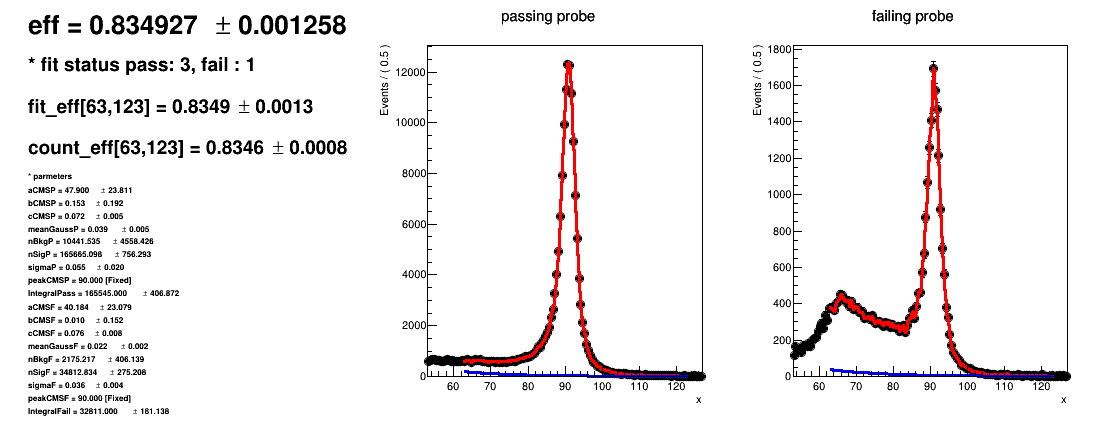 eff = 0.834927 ± 0.001258
* fit status pass: 3, fail : 1
fit_eff[63,123] = 0.8349 ± 0.0013
count_eff[63,123] = 0.8346 ± 0.0008
* parmeters
aCMSP = 47.900 ± 23.811
bCMSP = 0.153 ± 0.192
cCMSP = 0.072 ± 0.005
meanGaussP = 0.039 ± 0.005
nBkgP = 10441.535 ± 4558.426
nSigP = 165665.098 ± 756.293
sigmaP = 0.055 ± 0.020
peakCMSP = 90.000 [Fixed]
IntegralPass = 165545.000 ± 406.872
aCMSF = 40.184 ± 23.079
bCMSF = 0.010 ± 0.152
cCMSF = 0.076 ± 0.008
meanGaussF = 0.022 ± 0.002
nBkgF = 2175.217 ± 406.139
nSigF = 34812.834 ± 275.208
sigmaF = 0.036 ± 0.004
peakCMSF = 90.000 [Fixed]
IntegralFail = 32811.000 ± 181.138
passing probe
Events / ( 0.5 )
12000
10000
8000
6000
4000
2000
0
60 70 80 90 100 110 120
x
failing probe
Events / ( 0.5 )
1800
1600
1400
1200
1000
800
600
400
200
0
60 70 80 90 100 110 120
x